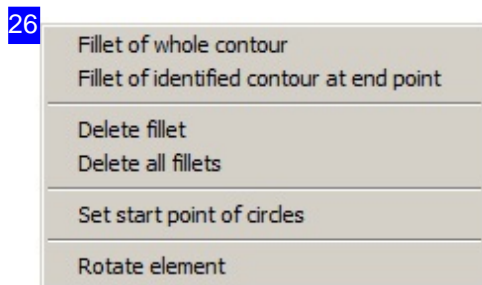 26
Fillet of whole contour
Fillet of identified contour at end point
Delete fillet
Delete all fillets
Set start point of circles
Rotate element